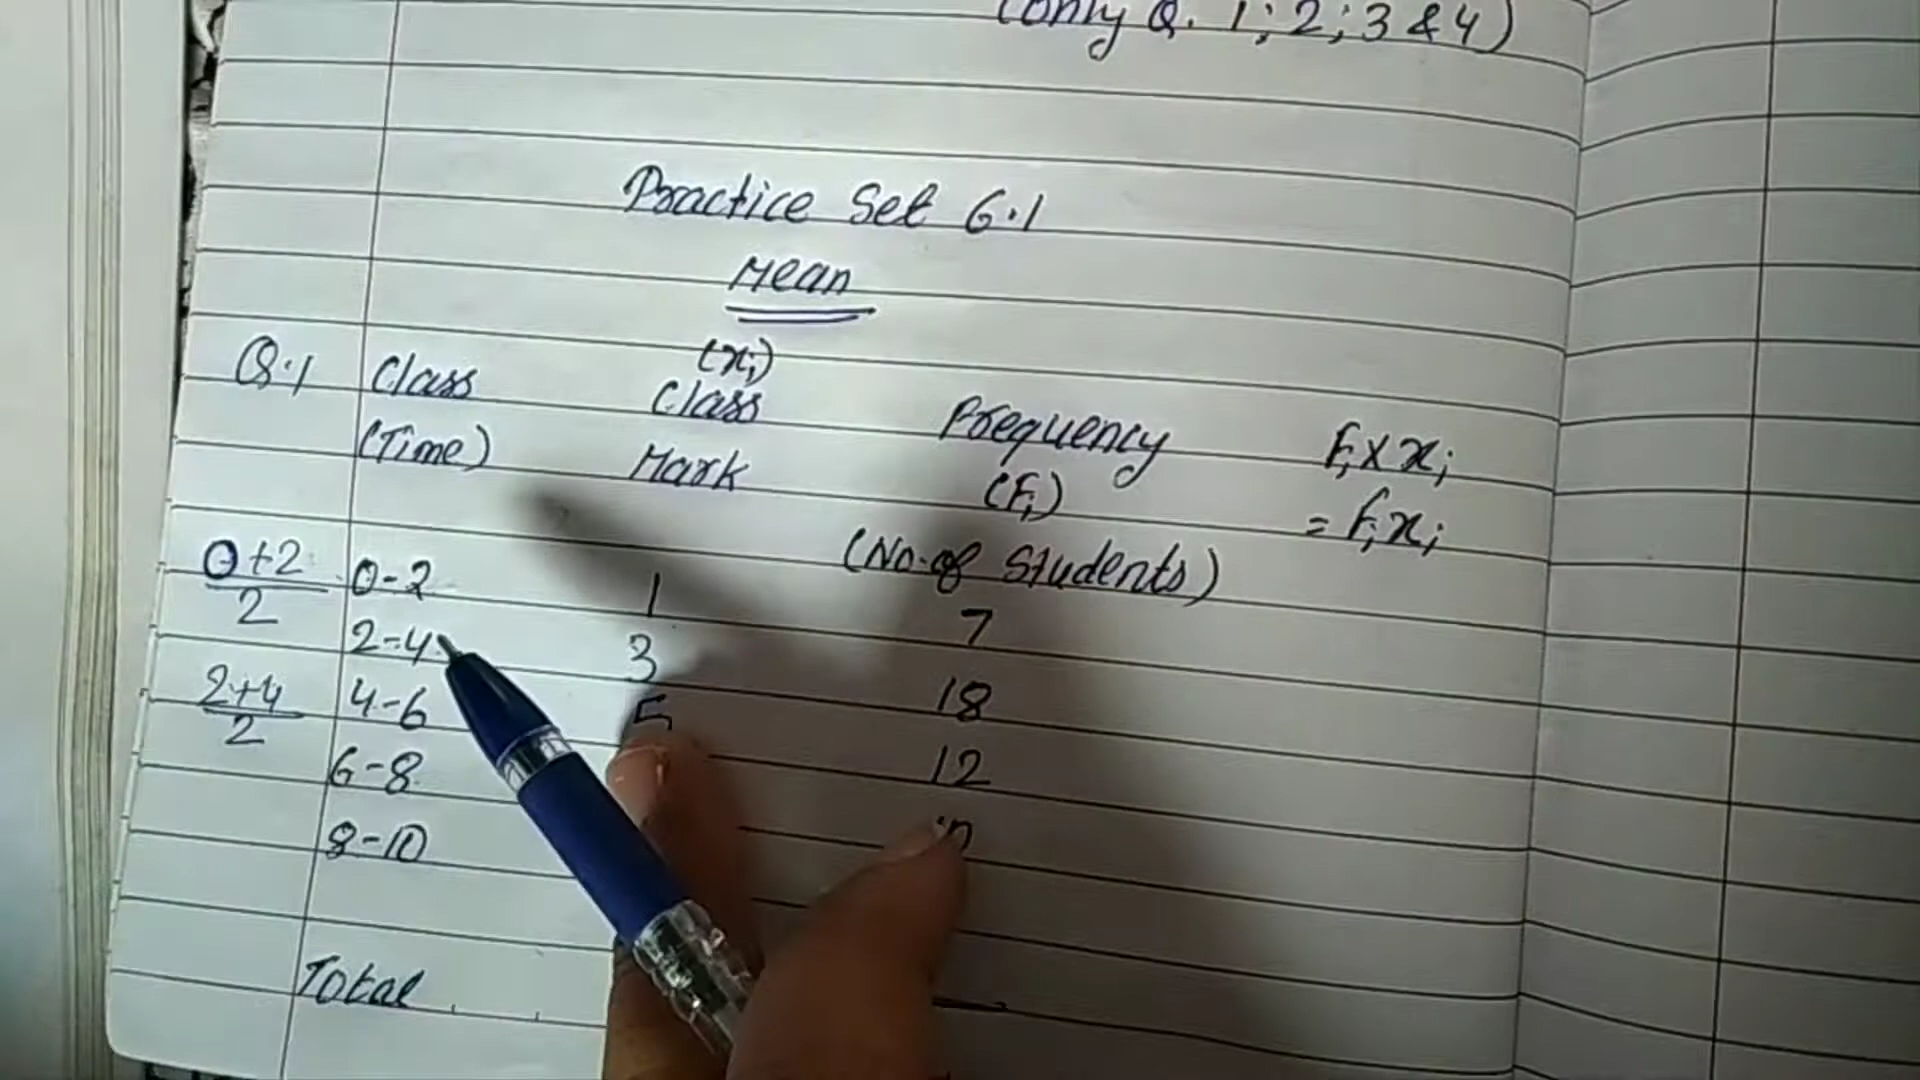 (only Q. 1; 2; 3 & 4)
Practice Set 6.1
Mean
(xi)
Q.1 Class Class Frequency Fi × xi
(Time) Mark (Fi) = fixi
(No. of Students)
0+2/2 0-2 1 7
2-4 3 18
2+4/2 4-6 5 12
6-8
8-10
Total